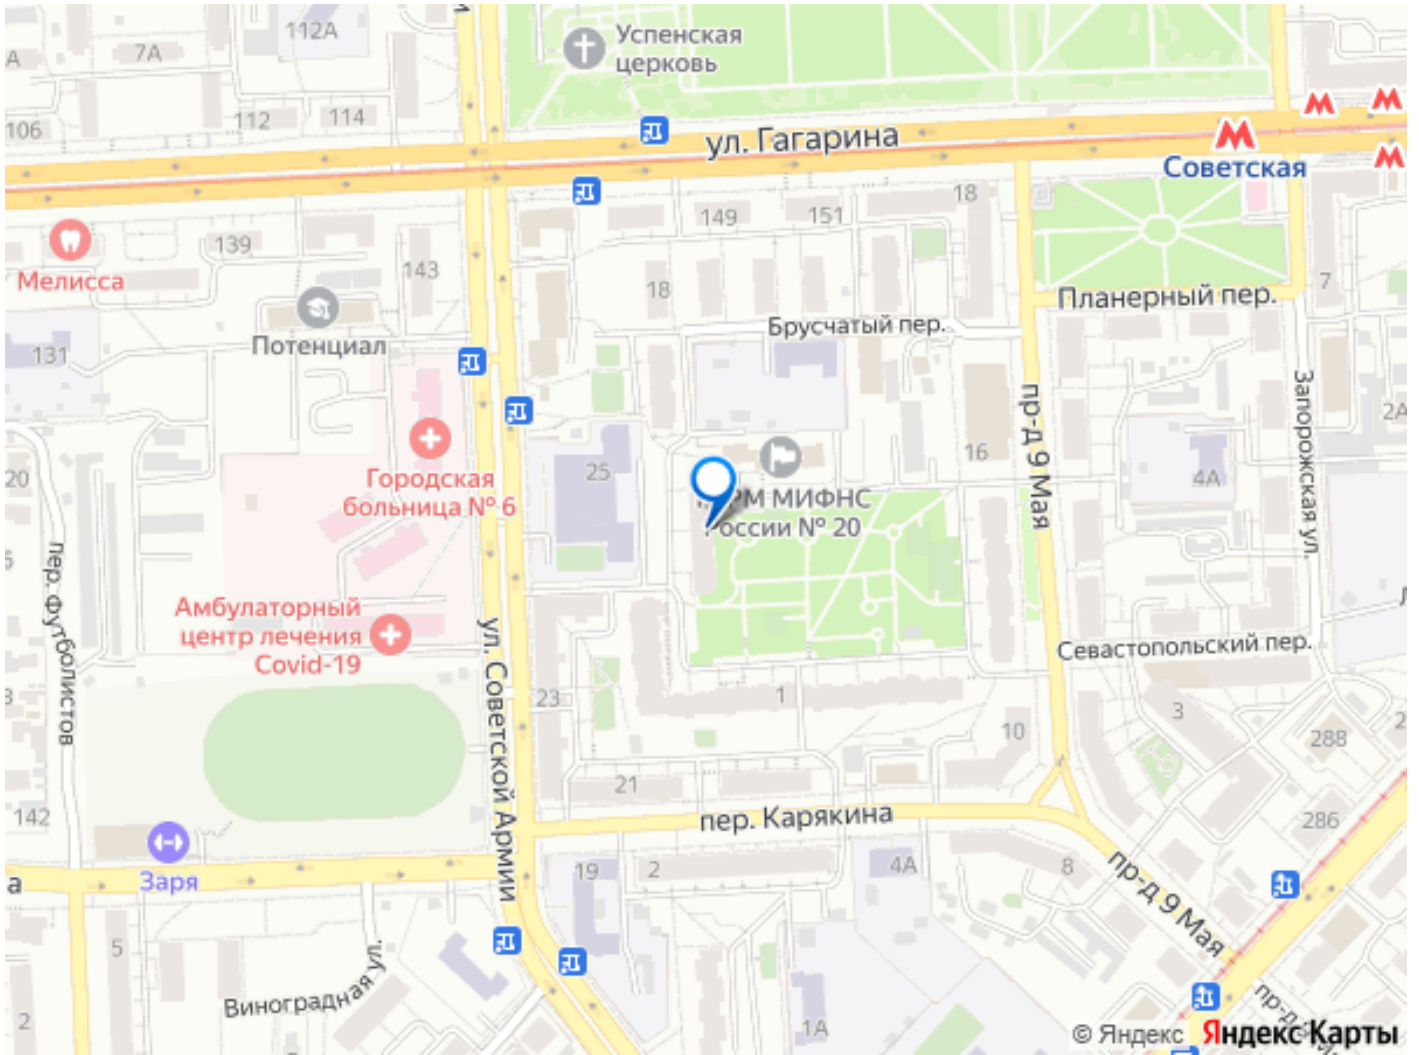 112А
7А
А
Успенская
церковь
106
112
114
ул. Гагарина
Советская
Мелисса
139
143
149
151
18
18
7
Потенциал
131
Планерный пер.
Брусчатый пер.
пр-д 9 Мая
Запорожская ул.
2А
Городская
больница № 6
25
16
4А
20
МИФНС
России № 20
пер. Футболистов
Амбулаторный
центр лечения
Covid-19
ул. Советской Армии
Севастопольский пер.
23
1
10
3
288
2
21
142
пер. Карякина
286
Заря
а
19
2
4А
8
пр-д 9 Мая
5
Виноградная ул.
2
1А
© Яндекс Яндекс Карты